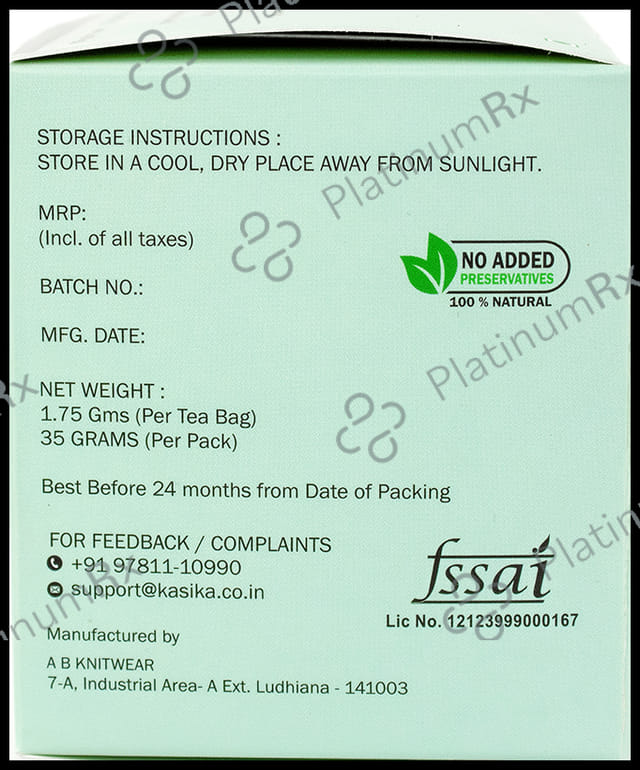 STORAGE INSTRUCTIONS :
STORE IN A COOL, DRY PLACE AWAY FROM SUNLIGHT.
MRP:
(Incl. of all taxes)
NO ADDED
PRESERVATIVES
100 % NATURAL
BATCH NO.:
MFG. DATE:
NET WEIGHT :
1.75 Gms (Per Tea Bag)
35 GRAMS (Per Pack)
Best Before 24 months from Date of Packing
FOR FEEDBACK / COMPLAINTS
+91 97811-10990
support@kasika.co.in
fssai
Lic No. 12123999000167
Manufactured by
A B KNITWEAR
7-A, Industrial Area- A Ext. Ludhiana - 141003
PlatinumRx
PlatinumRx
PlatinumRx
PlatinumRx
Rx
inumRx